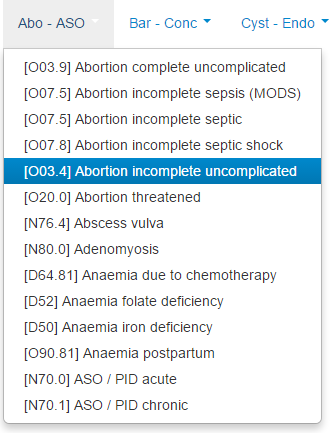 Abo - ASO
Bar - Conc
Cyst - Endo
[O03.9] Abortion complete uncomplicated
[O07.5] Abortion incomplete sepsis (MODS)
[O07.5] Abortion incomplete septic
[O07.8] Abortion incomplete septic shock
[O03.4] Abortion incomplete uncomplicated
[O20.0] Abortion threatened
[N76.4] Abscess vulva
[N80.0] Adenomyosis
[D64.81] Anaemia due to chemotherapy
[D52] Anaemia folate deficiency
[D50] Anaemia iron deficiency
[O90.81] Anaemia postpartum
[N70.0] ASO / PID acute
[N70.1] ASO / PID chronic